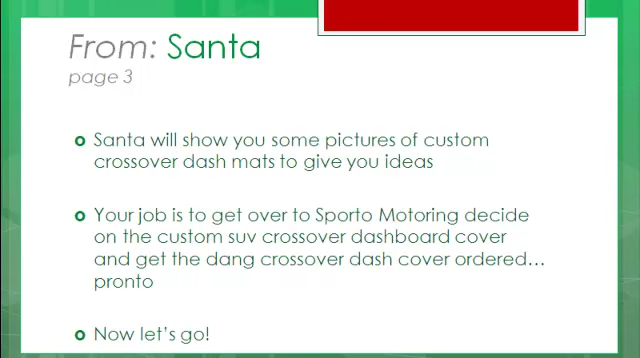 From: Santa
page 3
Santa will show you some pictures of custom
crossover dash mats to give you ideas
Your job is to get over to Sporto Motoring decide
on the custom suv crossover dashboard cover
and get the dang crossover dash cover ordered…
pronto
Now let's go!